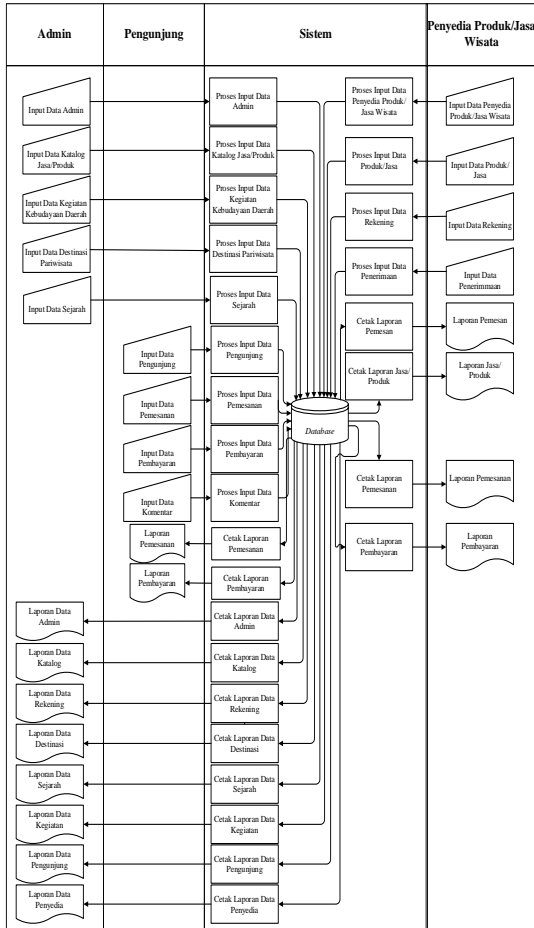 Admin
Pengunjung
Sistem
Penyedia Produk/Jasa
Wisata
Input Data Admin
Proses Input Data
Admin
Proses Input Data
Penyedia Produk/
Jasa Wisata
Input Data Penyedia
Produk/Jasa Wisata
Input Data Katalog
Jasa/Produk
Proses Input Data
Katalog Jasa/Produk
Proses Input Data
Produk/Jasa
Input Data Produk/
Jasa
Input Data Kegiatan
Kebudayaan Daerah
Proses Input Data
Kegiatan
Kebudayaan Daerah
Proses Input Data
Rekening
Input Data Rekening
Input Data Destinasi
Pariwisata
Proses Input Data
Destinasi Pariwisata
Proses Input Data
Penerimaan
Input Data
Penerimmaan
Input Data Sejarah
Proses Input Data
Sejarah
Cetak Laporan
Pemesan
Laporan Pemesan
Input Data
Pengunjung
Proses Input Data
Pengunjung
Cetak Laporan Jasa/
Produk
Laporan Jasa/
Produk
Input Data
Pemesanan
Proses Input Data
Pemesanan
Database
Input Data
Pembayaran
Proses Input Data
Pembayaran
Cetak Laporan
Pemesanan
Laporan Pemesanan
Input Data
Komentar
Proses Input Data
Komentar
Laporan
Pemesanan
Cetak Laporan
Pemesanan
Cetak Laporan
Pembayaran
Laporan
Pembayaran
Laporan
Pembayaran
Cetak Laporan
Pembayaran
Laporan Data
Admin
Cetak Laporan Data
Admin
Laporan Data
Katalog
Cetak Laporan Data
Katalog
Laporan Data
Rekening
Cetak Laporan Data
Rekening
Laporan Data
Destinasi
Cetak Laporan Data
Destinasi
Laporan Data
Sejarah
Cetak Laporan Data
Sejarah
Laporan Data
Kegiatan
Cetak Laporan Data
Kegiatan
Laporan Data
Pengunjung
Cetak Laporan Data
Pengunjung
Laporan Data
Penyedia
Cetak Laporan Data
Penyedia